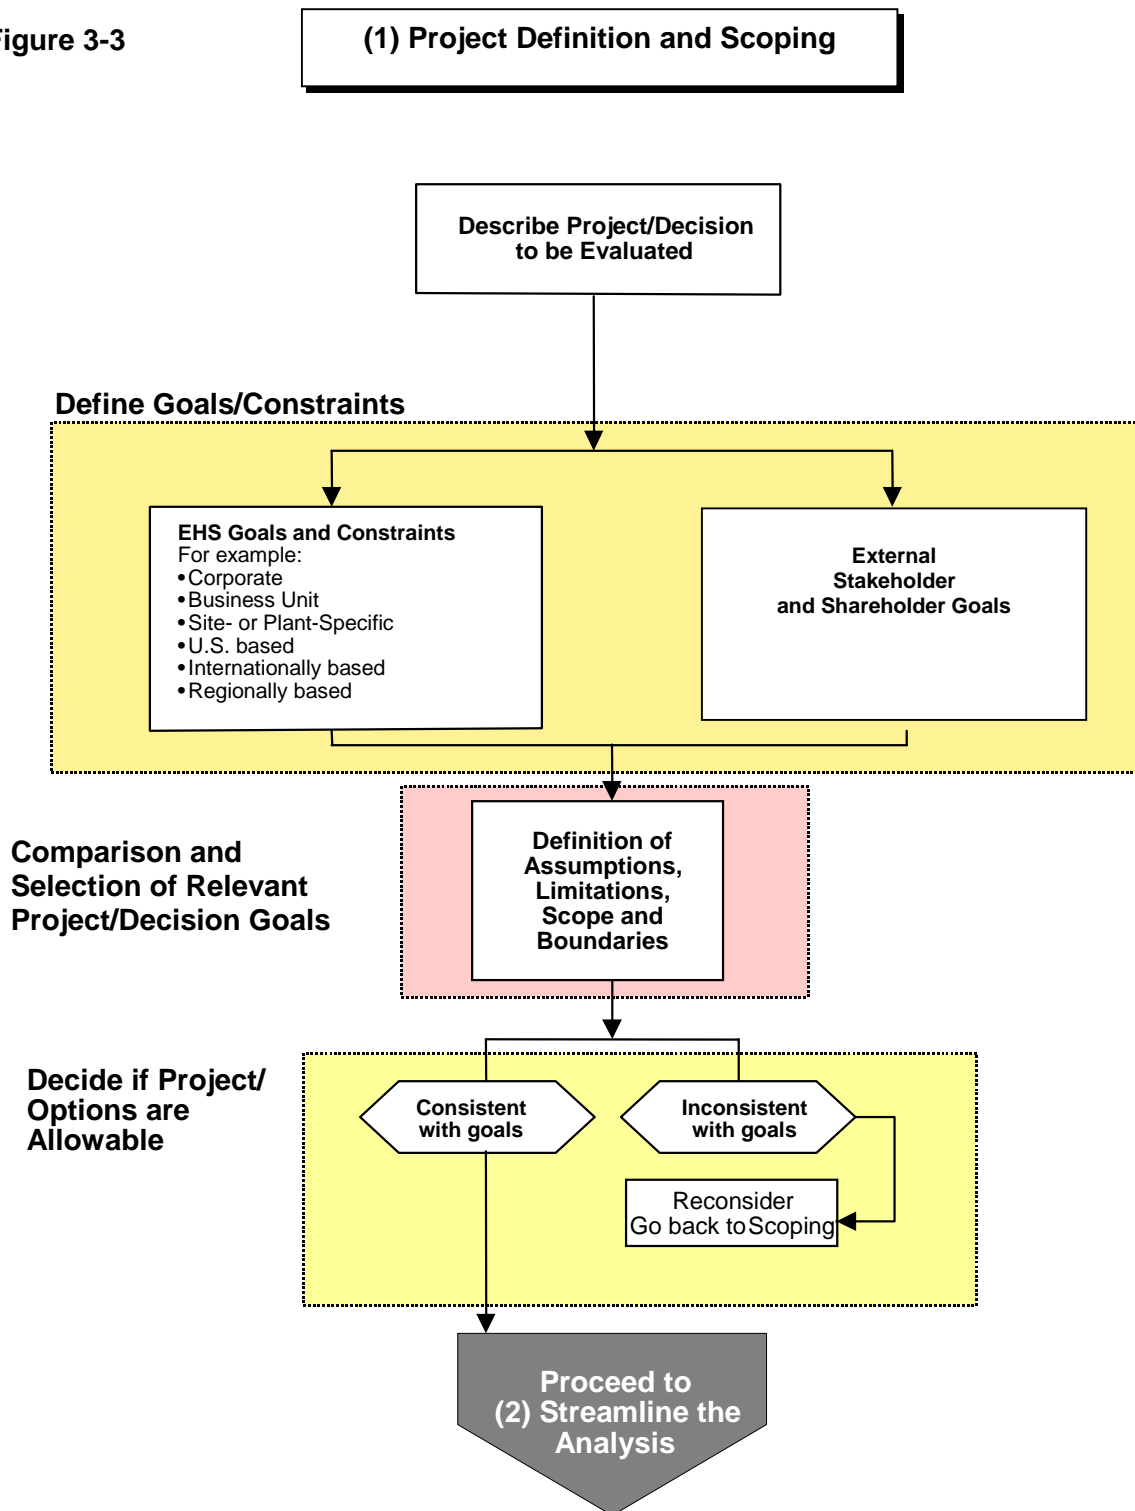 Figure 3-3
(1) Project Definition and Scoping
Describe Project/Decision
to be Evaluated
Define Goals/Constraints
EHS Goals and Constraints
For example:
•Corporate
•Business Unit
•Site- or Plant-Specific
•U.S. based
•Internationally based
•Regionally based
External
Stakeholder
and Shareholder Goals
Comparison and
Selection of Relevant
Project/Decision Goals
Definition of
Assumptions,
Limitations,
Scope and
Boundaries
Decide if Project/
Options are
Allowable
Consistent
with goals
Inconsistent
with goals
Reconsider
Go back to Scoping
Proceed to
(2) Streamline the
Analysis